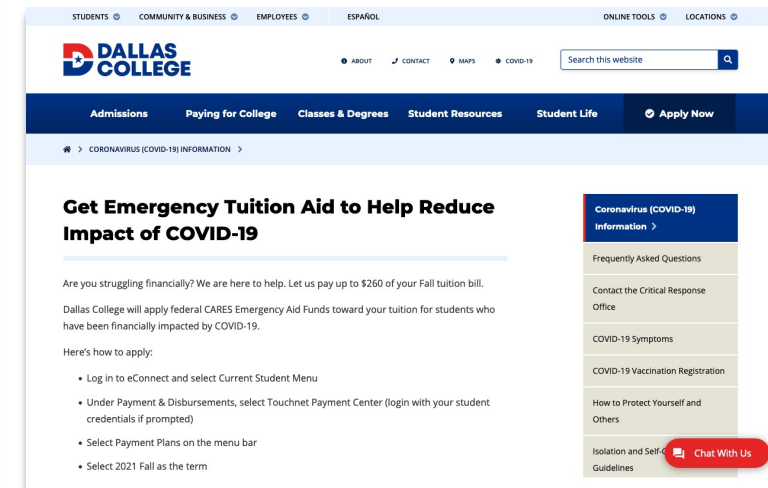 STUDENTS COMMUNITY & BUSINESS EMPLOYEES ESPAÑOL ONLINE TOOLS LOCATIONS
DALLAS
COLLEGE
ABOUT CONTACT MAPS COVID-19 Search this website
Admissions Paying for College Classes & Degrees Student Resources Student Life Apply Now
> CORONAVIRUS (COVID-19) INFORMATION >
Get Emergency Tuition Aid to Help Reduce
Impact of COVID-19
Are you struggling financially? We are here to help. Let us pay up to $260 of your Fall tuition bill.
Dallas College will apply federal CARES Emergency Aid Funds toward your tuition for students who
have been financially impacted by COVID-19.
Here's how to apply:
• Log in to eConnect and select Current Student Menu
• Under Payment & Disbursements, select Touchnet Payment Center (login with your student
credentials if prompted)
• Select Payment Plans on the menu bar
• Select 2021 Fall as the term
Coronavirus (COVID-19)
Information >
Frequently Asked Questions
Contact the Critical Response
Office
COVID-19 Symptoms
COVID-19 Vaccination Registration
How to Protect Yourself and
Others
Isolation and Self-
Guidelines
Chat With Us